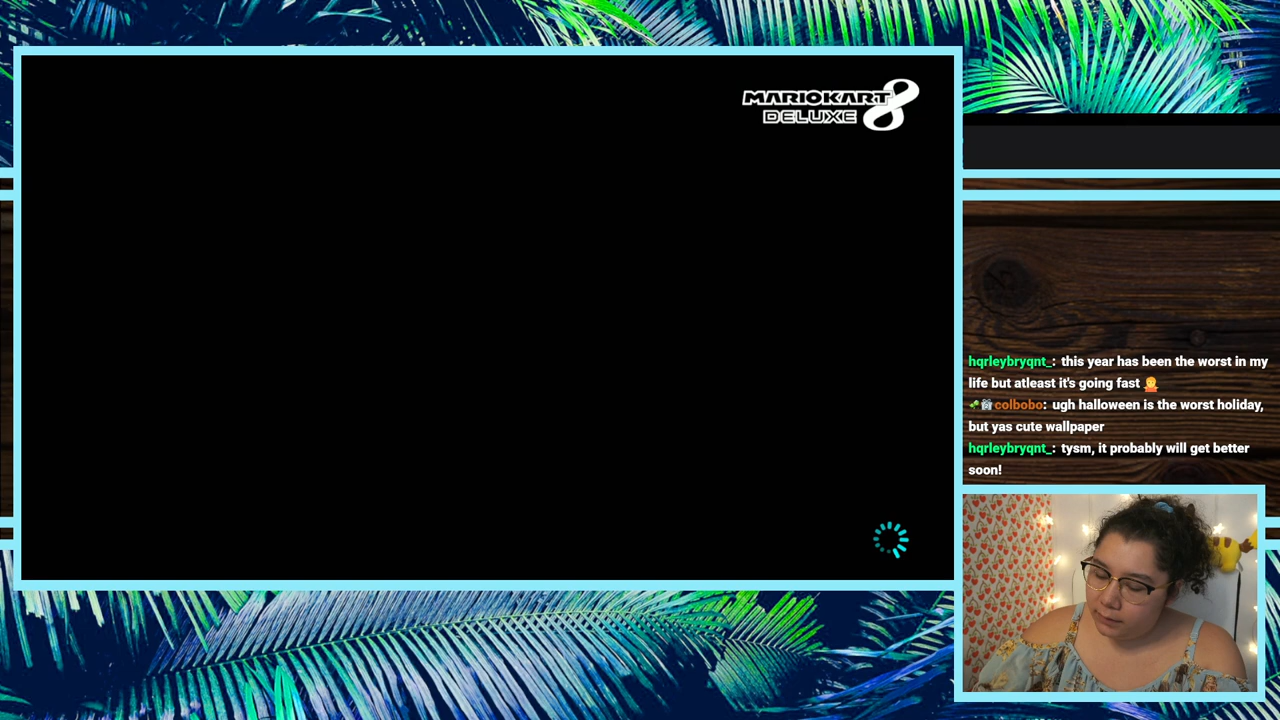 MARIOKART 8
DELUXE
hqrleybryqnt_: this year has been the worst in my
life but atleast it's going fast
colbobo: ugh halloween is the worst holiday,
but yas cute wallpaper
hqrleybryqnt_: tysm, it probably will get better
soon!